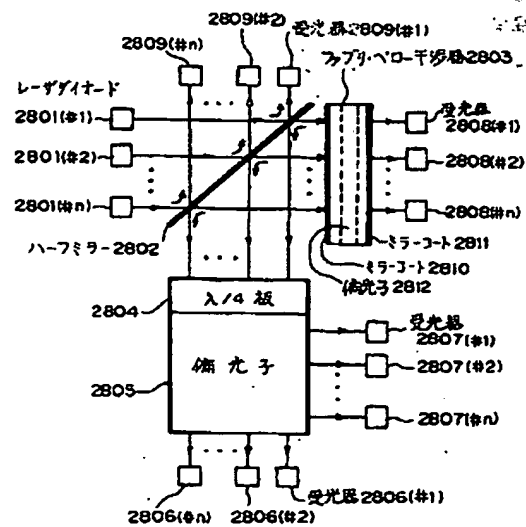 2809(#2)
2809(#n)
受光器2809(#1)
ファブリ・ペロー干渉器2803
レーザダイオード
2801(#1)
受光器
2808(#1)
2801(#2)
2808(#2)
2801(#n)
2808(#n)
ハーフミラー2802
ミラーコート2811
ミラーコート2810
偏光子2812
2804
λ/4 板
受光器
2807(#1)
2805
偏光子
2807(#2)
2807(#n)
2806(#n)
2806(#2)
受光器2806(#1)